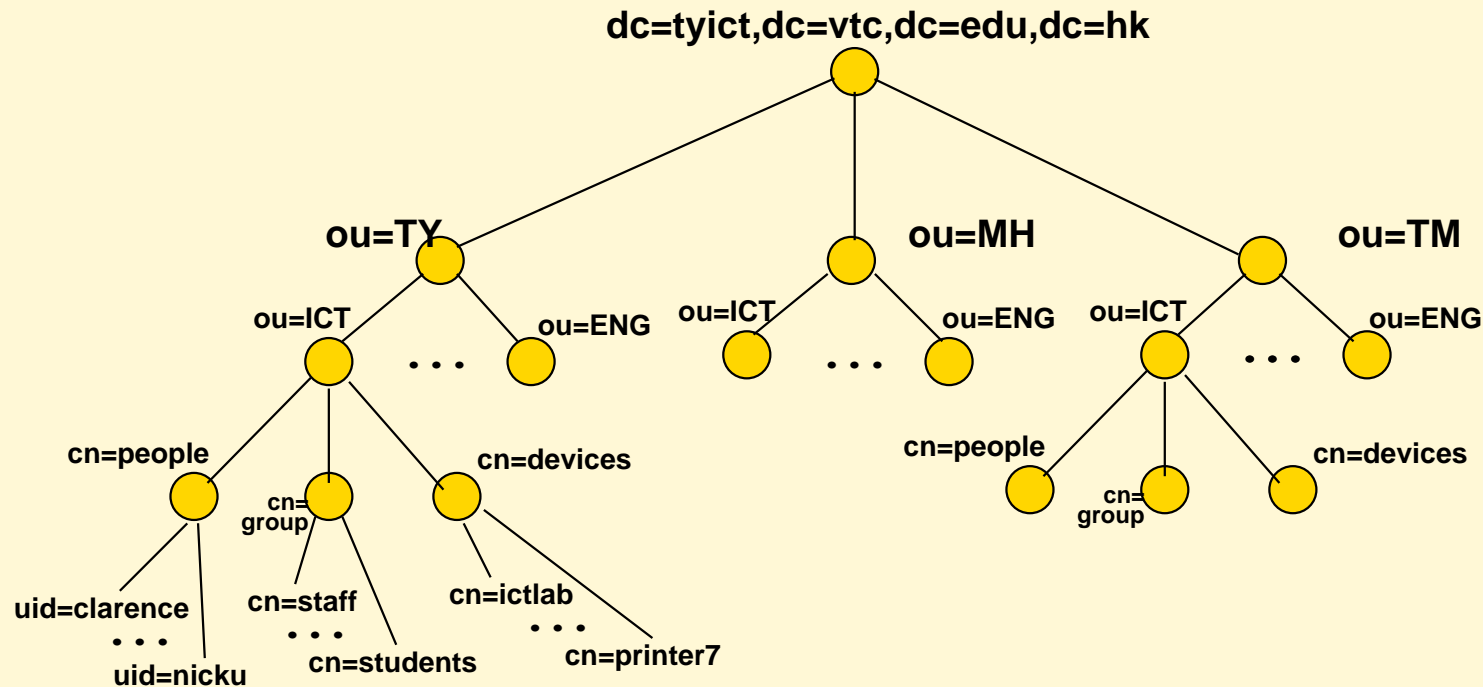 dc=tyict,dc=vtc,dc=edu,dc=hk
ou=TY
ou=MH
ou=TM
ou=ICT
ou=ENG
ou=ICT
ou=ENG
ou=ICT
ou=ENG
. . .
. . .
. . .
cn=people
cn=
group
cn=devices
cn=people
cn=
group
cn=devices
uid=clarence
. . .
uid=nicku
cn=staff
. . .
cn=students
cn=ictlab
. . .
cn=printer7